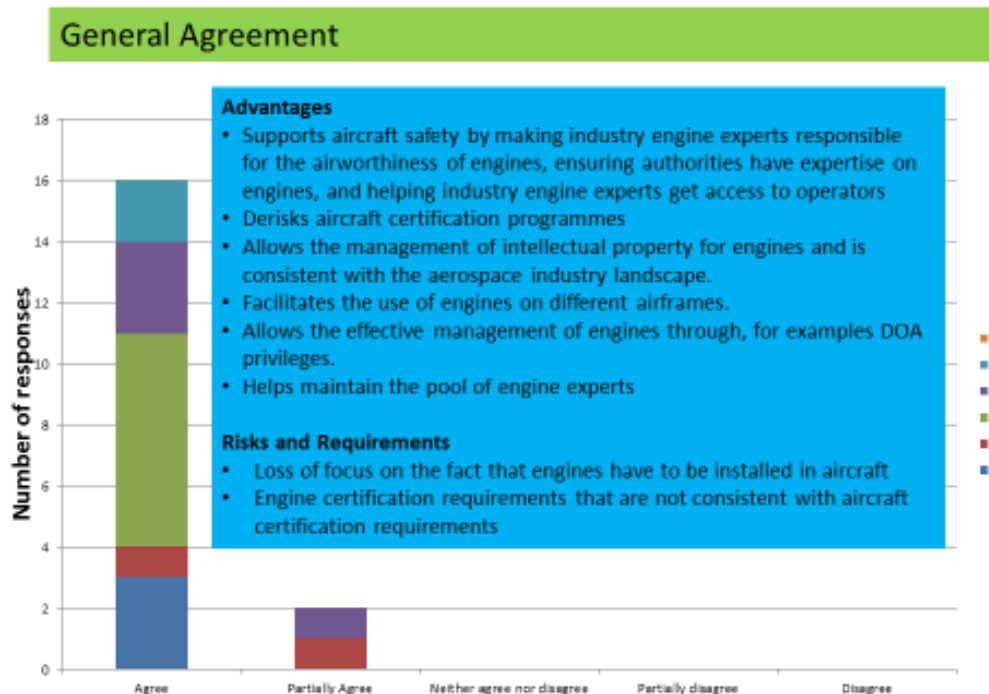 General Agreement
Advantages
• Supports aircraft safety by making industry engine experts responsible
for the airworthiness of engines, ensuring authorities have expertise on
engines, and helping industry engine experts get access to operators
• Derisks aircraft certification programmes
• Allows the management of intellectual property for engines and is
consistent with the aerospace industry landscape.
• Facilitates the use of engines on different airframes.
• Allows the effective management of engines through, for examples DOA
privileges.
• Helps maintain the pool of engine experts
Risks and Requirements
• Loss of focus on the fact that engines have to be installed in aircraft
• Engine certification requirements that are not consistent with aircraft
certification requirements
Number of responses
18
16
14
12
10
8
6
4
2
0
Agree
Partially Agree
Neither agree nor disagree
Partially disagree
Disagree